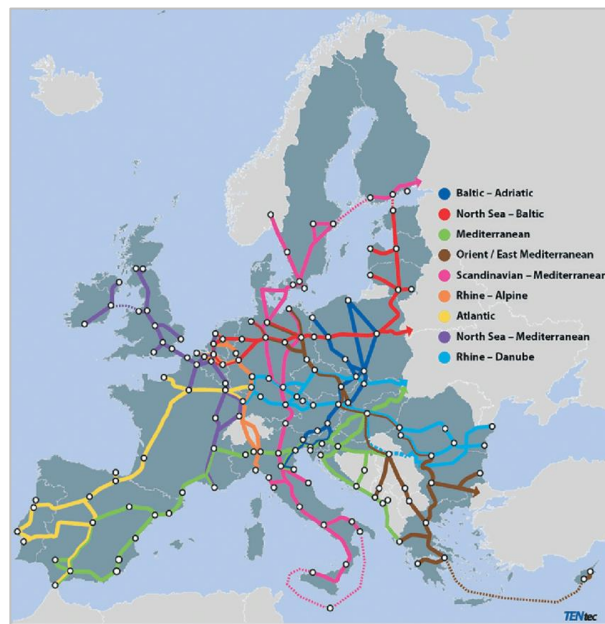 Baltic – Adriatic
North Sea – Baltic
Mediterranean
Orient / East Mediterranean
Scandinavian – Mediterranean
Rhine – Alpine
Atlantic
North Sea – Mediterranean
Rhine – Danube
TENtec